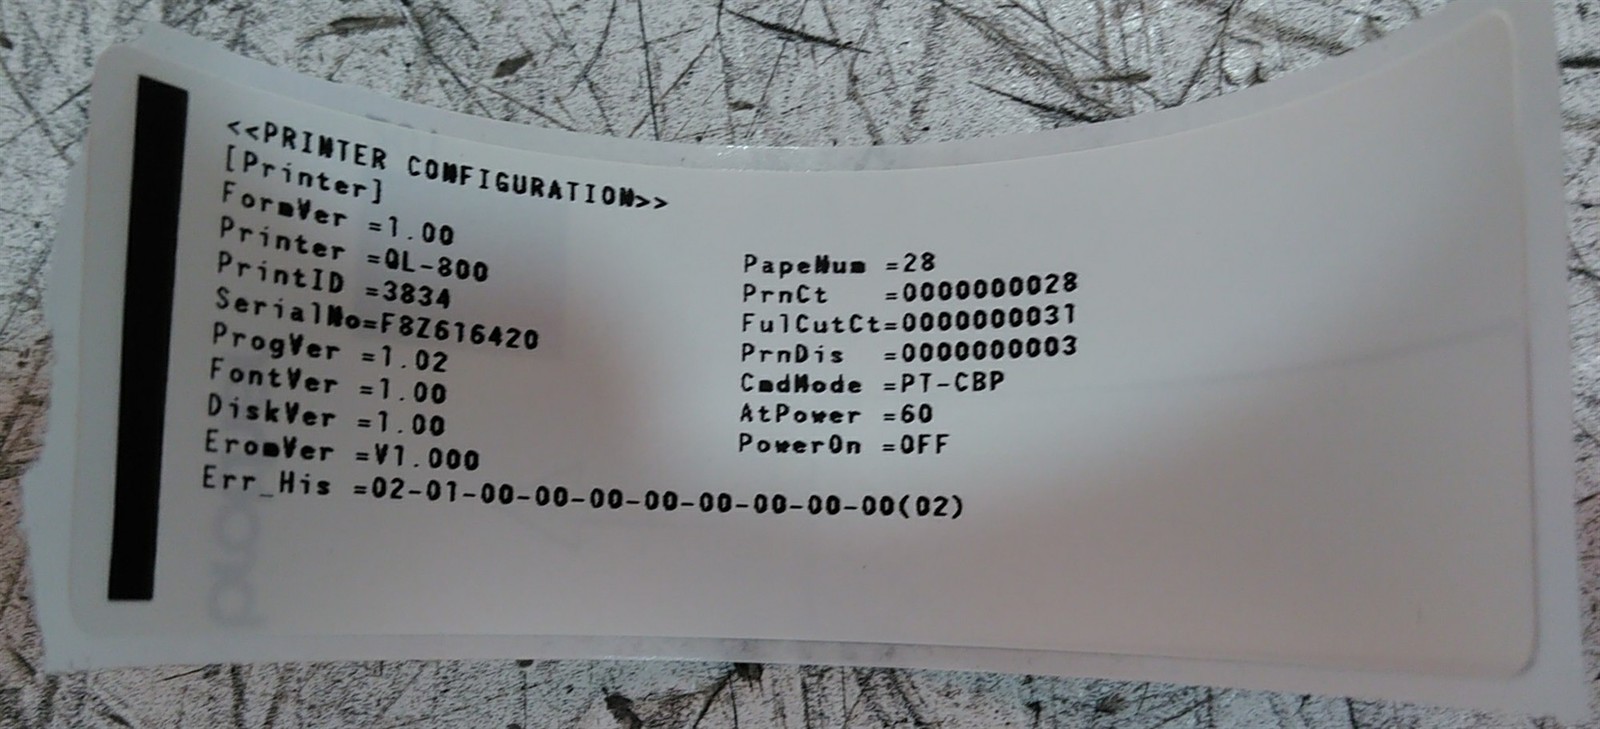 <<PRINTER CONFIGURATION>>
[Printer]
FormVer =1.00
Printer =QL-800
PrintID =3834
SerialNo=F8Z616420
ProgVer =1.02
FontVer =1.00
DiskVer =1.00
EromVer =V1.000
Err_His =02-01-00-00-00-00-00-00-00-00(02)
PapeNum =28
PrnCt =0000000028
FulCutCt=0000000031
PrnDis =0000000003
CmdMode =PT-CBP
AtPower =60
PowerOn =OFF